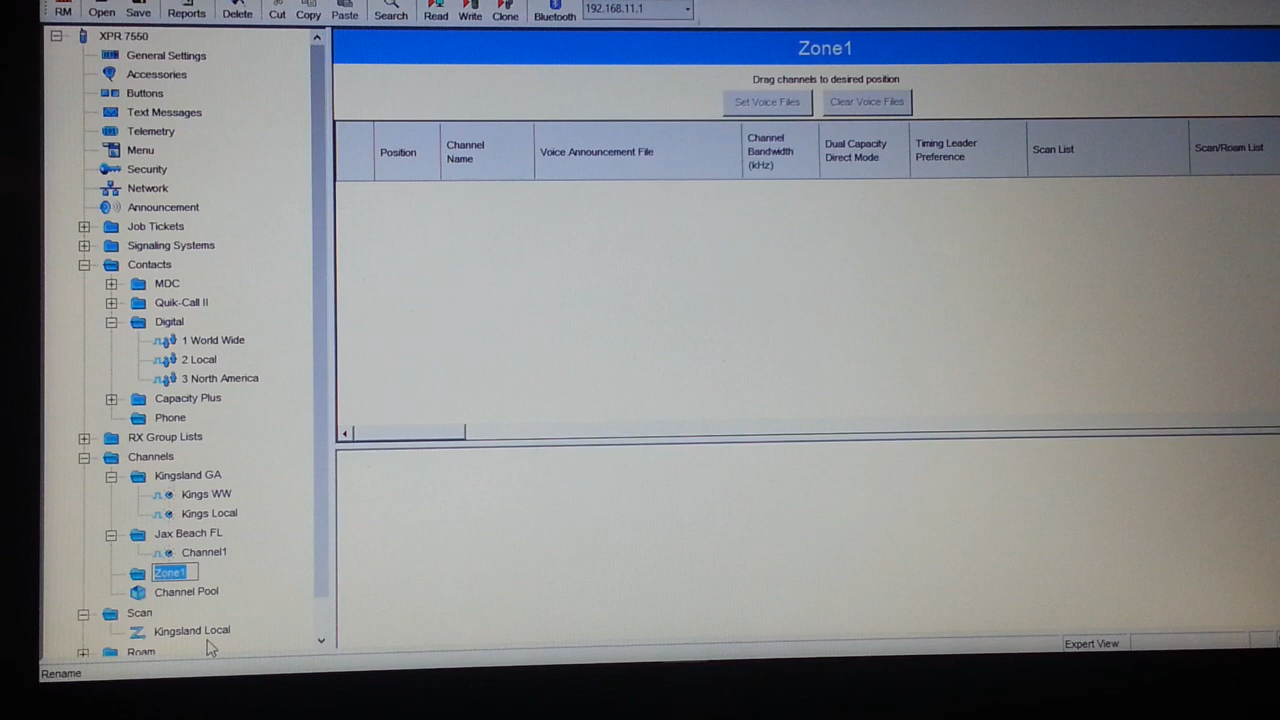 RM Open Save Reports Delete Cut Copy Paste Search Read Write Clone Bluetooth 192.168.11.1
XPR 7550
General Settings
Accessories
Buttons
Text Messages
Telemetry
Menu
Security
Network
Announcement
Job Tickets
Signaling Systems
Contacts
MDC
Quik-Call II
Digital
1 World Wide
2 Local
3 North America
Capacity Plus
Phone
RX Group Lists
Channels
Kingsland GA
Kings WW
Kings Local
Jax Beach FL
Channel1
Zone1
Channel Pool
Scan
Kingsland Local
Roam
Rename
Zone1
Drag channels to desired position
Set Voice Files Clear Voice Files
Position
Channel
Name
Voice Announcement File
Channel
Bandwidth
(kHz)
Dual Capacity
Direct Mode
Timing Leader
Preference
Scan List
Scan/Roam List
Expert View